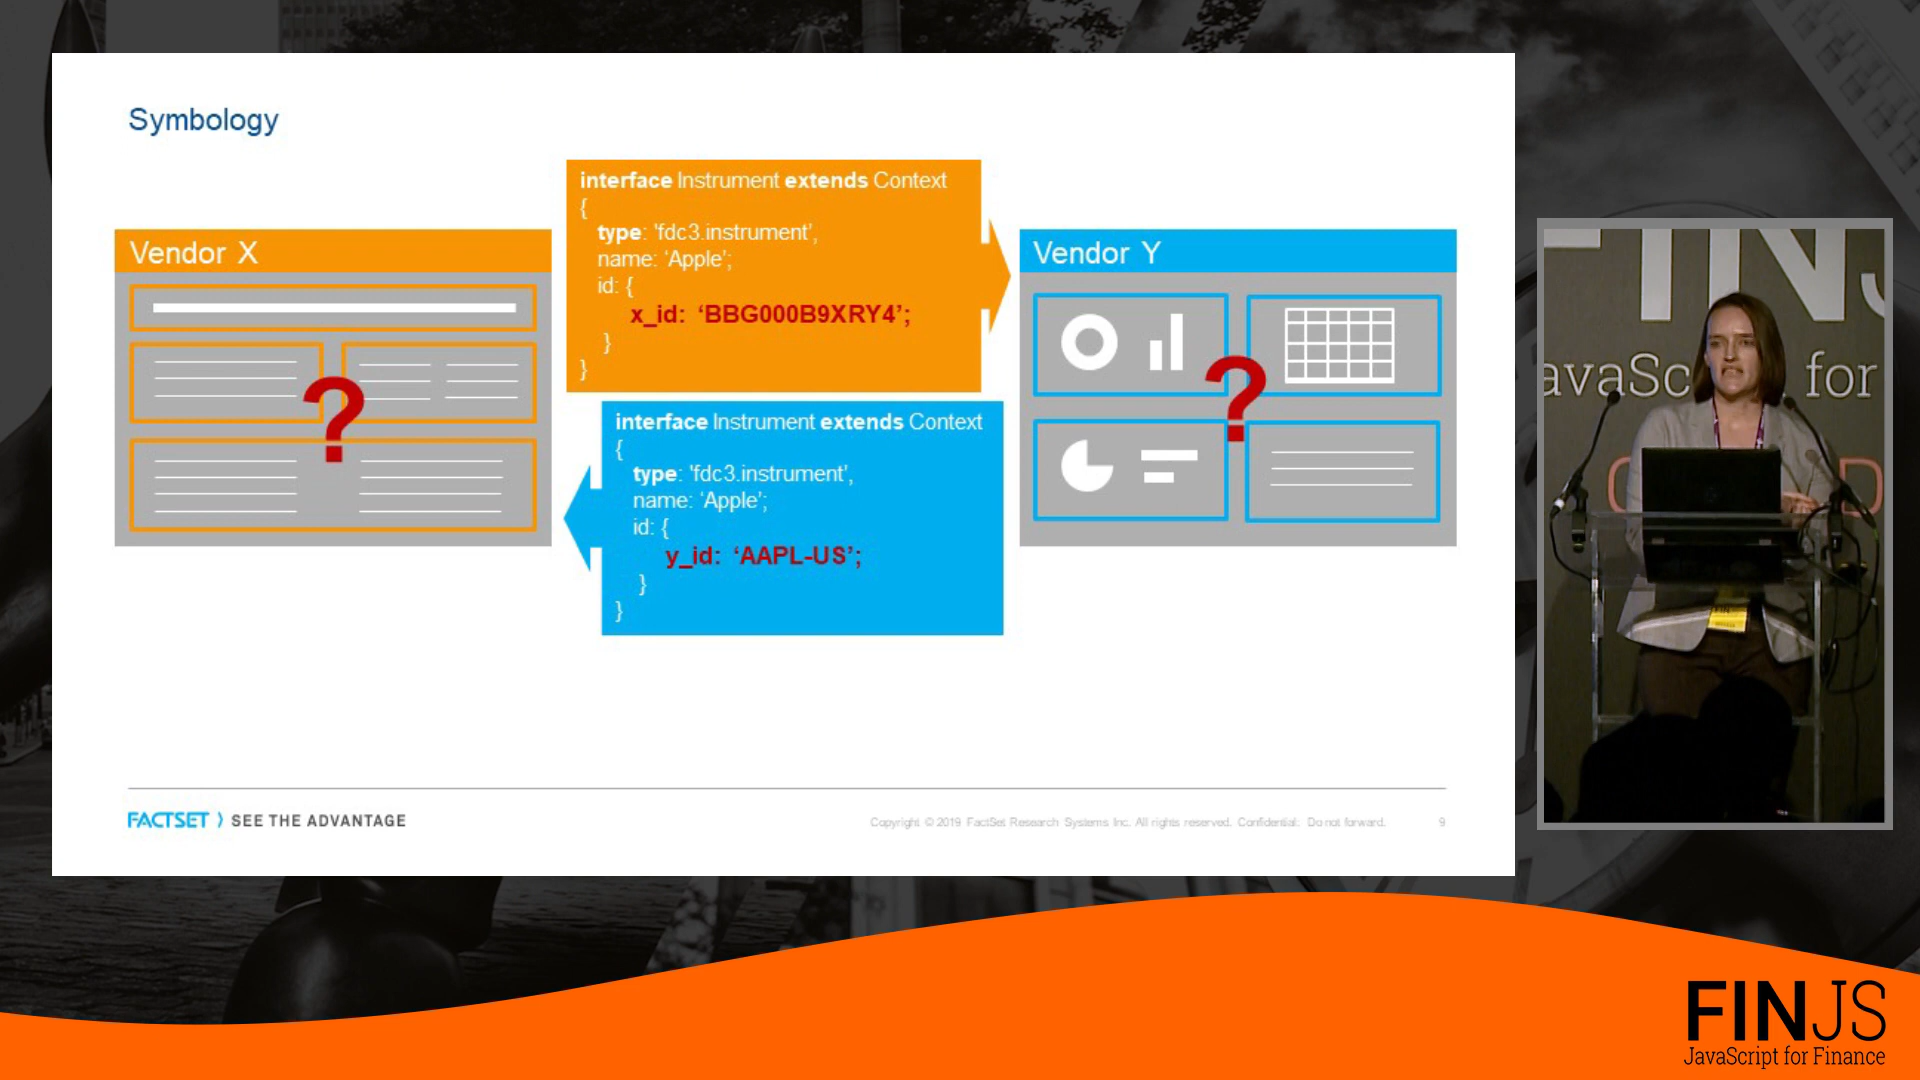 Symbology
Vendor X
interface Instrument extends Context
{
type: 'fdc3.instrument',
name: ‘Apple’;
id: {
x_id: ‘BBG000B9XRY4’;
}
}
Vendor Y
?
?
interface Instrument extends Context
{
type: 'fdc3.instrument',
name: ‘Apple’;
id: {
y_id: ‘AAPL-US’;
}
}
FACTSET ⟩ SEE THE ADVANTAGE
Copyright © 2019 FactSet Research Systems Inc. All rights reserved. Confidential: Do not forward.
9
FINJS
avaSc for
FINJS
JavaScript for Finance